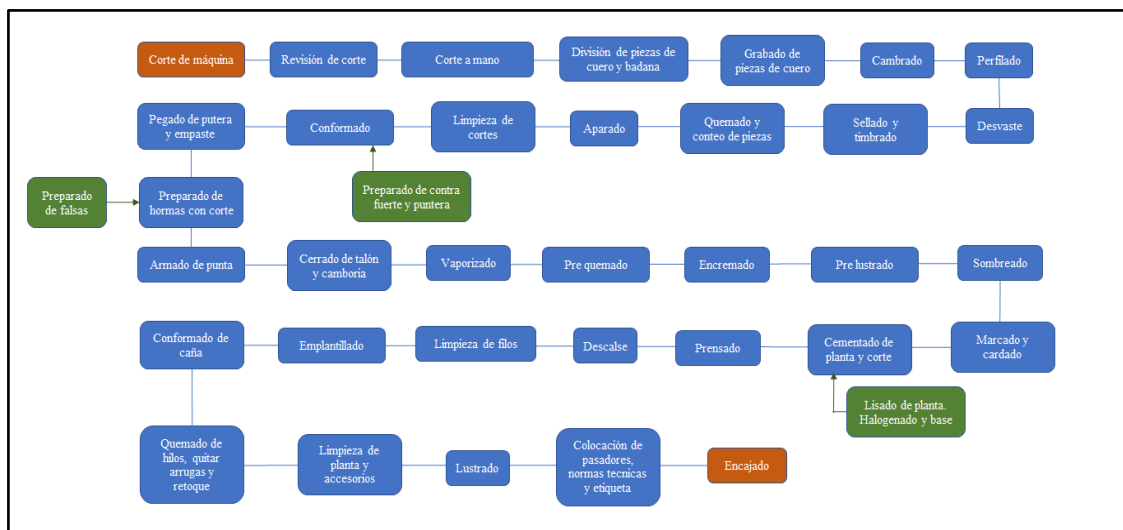 Corte de máquina
Revisión de corte
Corte a mano
División de piezas de
cuero y badana
Grabado de
piezas de cuero
Cambrado
Perfilado
Pegado de putera
y empaste
Conformado
Limpieza de
cortes
Aparado
Quemado y
conteo de piezas
Sellado y
timbrado
Desvaste
Preparado
de falsas
Preparado de
hormas con corte
Preparado de contra
fuerte y puntera
Armado de punta
Cerrado de talón
y camboria
Vaporizado
Pre quemado
Encremado
Pre lustrado
Sombreado
Conformado de
caña
Emplantillado
Limpieza de filos
Descalse
Prensado
Cementado de
planta y corte
Marcado y
cardado
Lisado de planta.
Halogenado y base
Quemado de
hilos, quitar
arrugas y
retoque
Limpieza de
planta y
accesorios
Lustrado
Colocación de
pasadores,
normas tecnicas
y etiqueta
Encajado